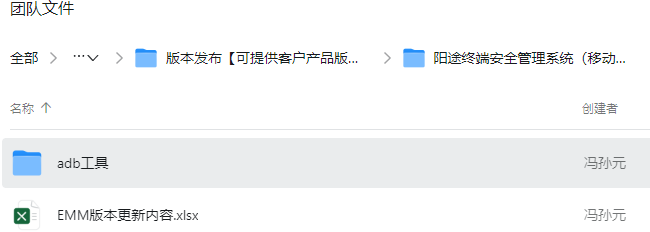 团队文件
全部 > ··· > 版本发布【可提供客户产品版... > 阳途终端安全管理系统（移动...
名称 ↑ 创建者
adb工具 冯孙元
EMM版本更新内容.xlsx 冯孙元